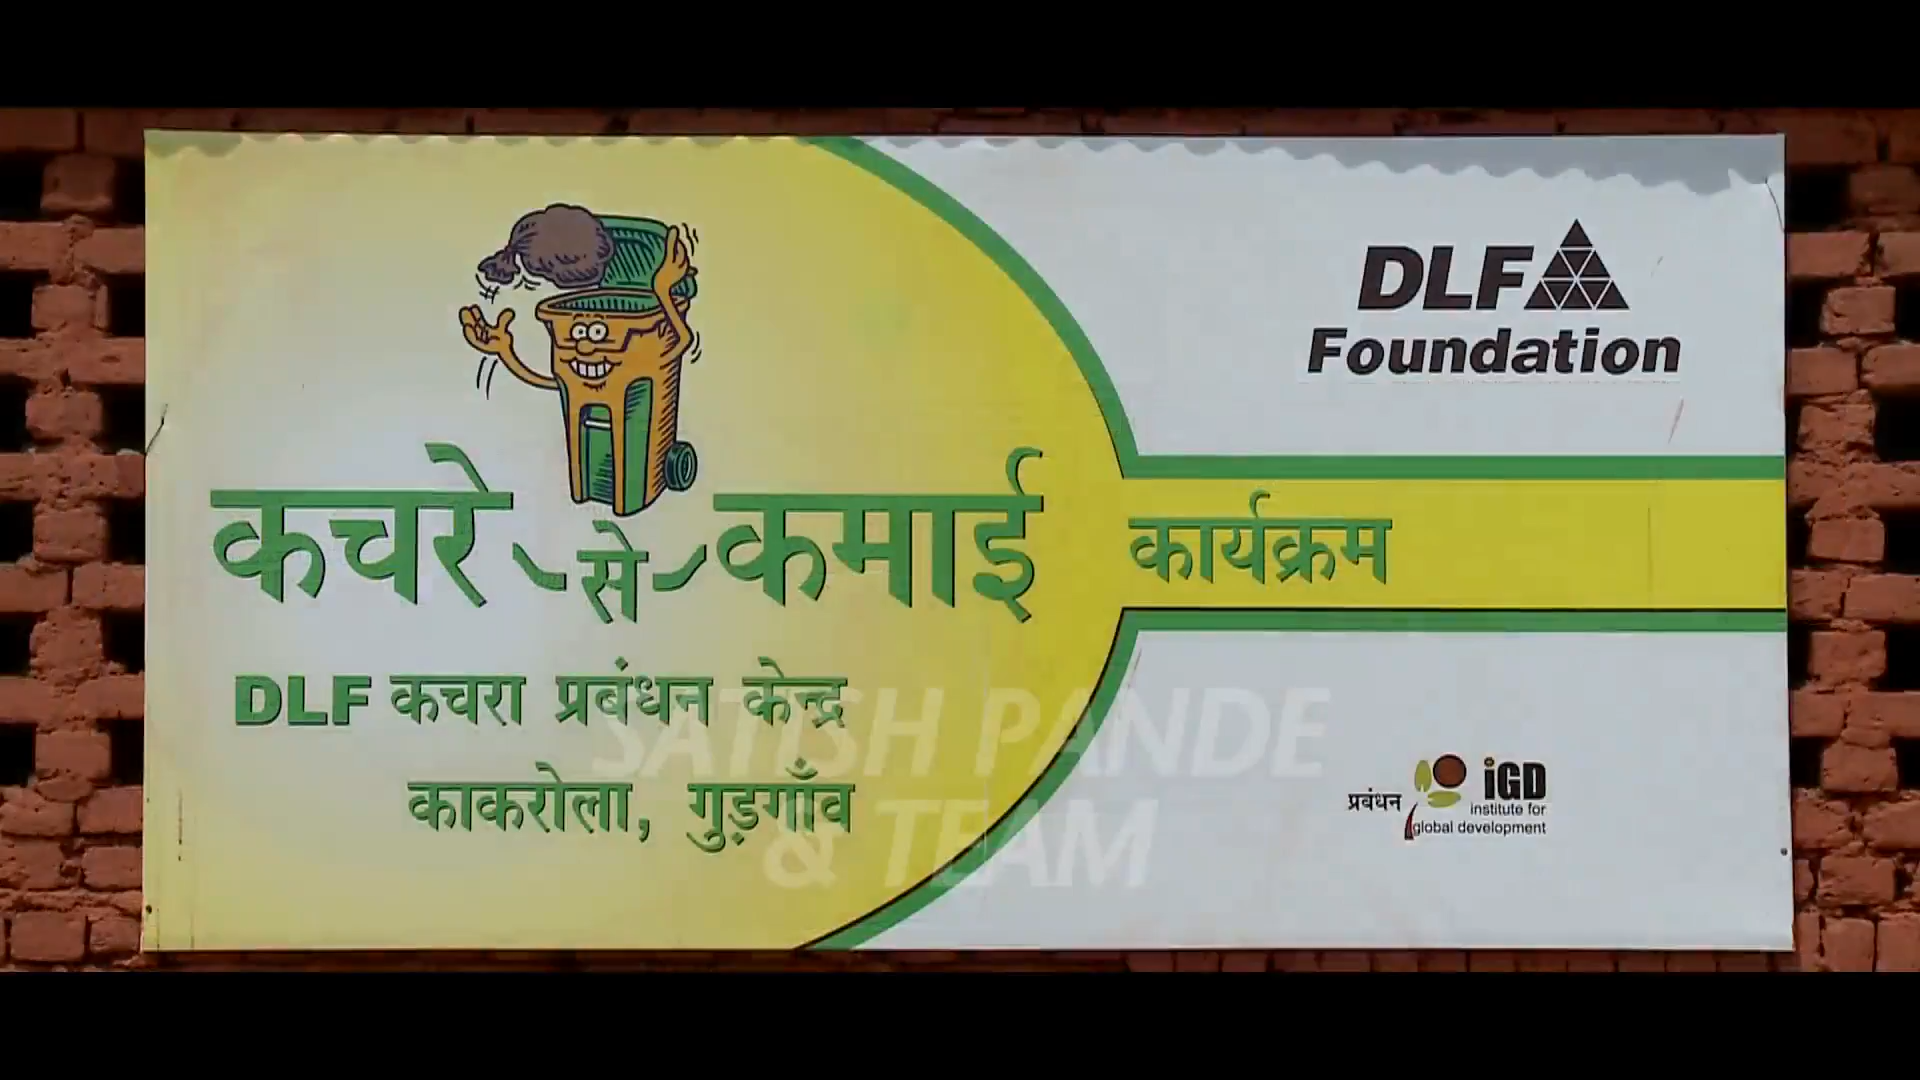 DLF
Foundation
कचरे से कमाई कार्यक्रम
DLF कचरा प्रबंधन केन्द्र
काकरोला, गुड़गाँव
SATISH PANDE
& TEAM
प्रबंधन
iGD
institute for
global development